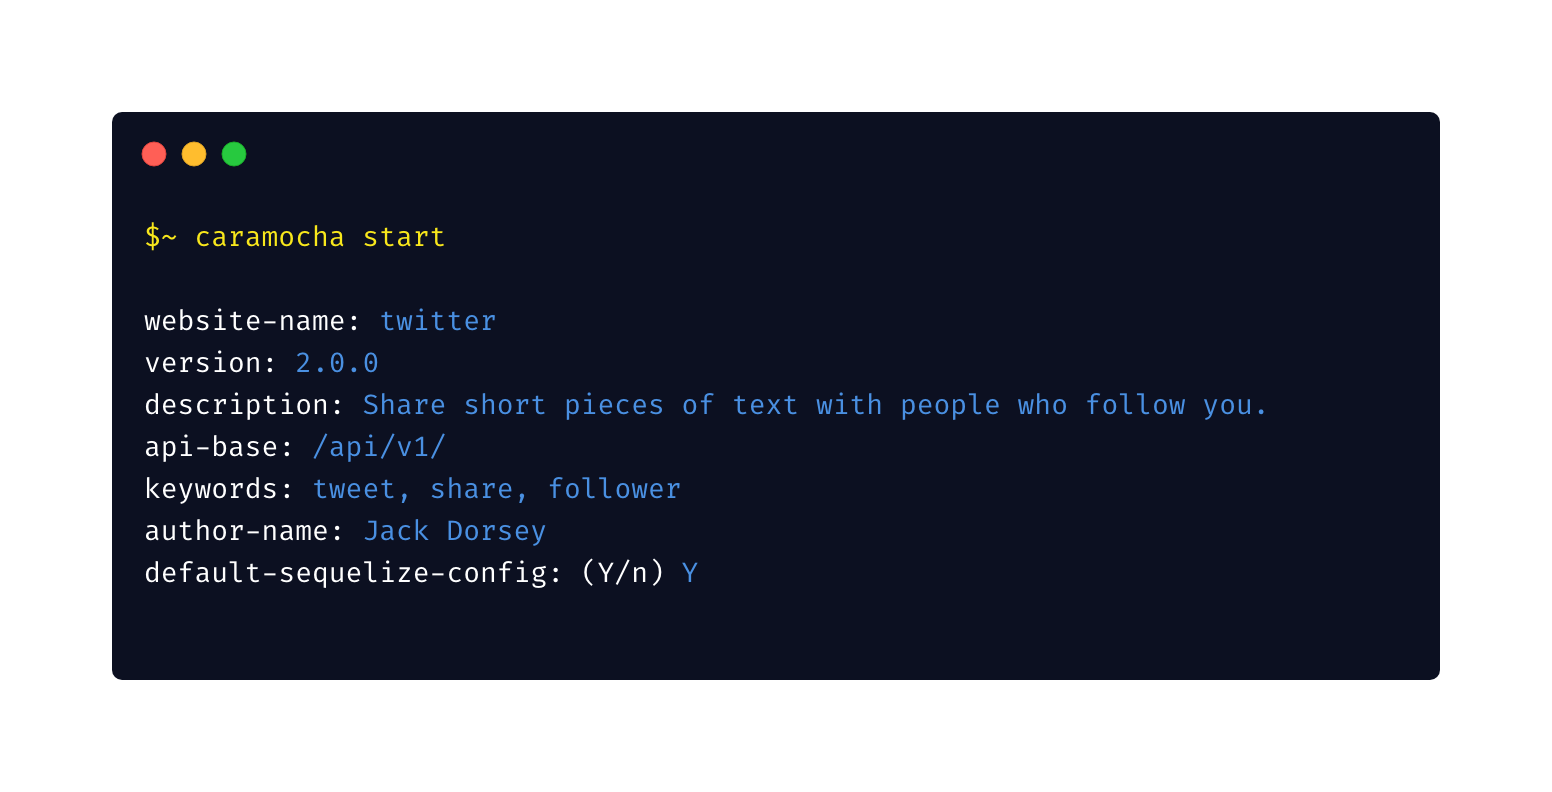 $~ caramocha start
website-name: twitter
version: 2.0.0
description: Share short pieces of text with people who follow you.
api-base: /api/v1/
keywords: tweet, share, follower
author-name: Jack Dorsey
default-sequelize-config: (Y/n) Y